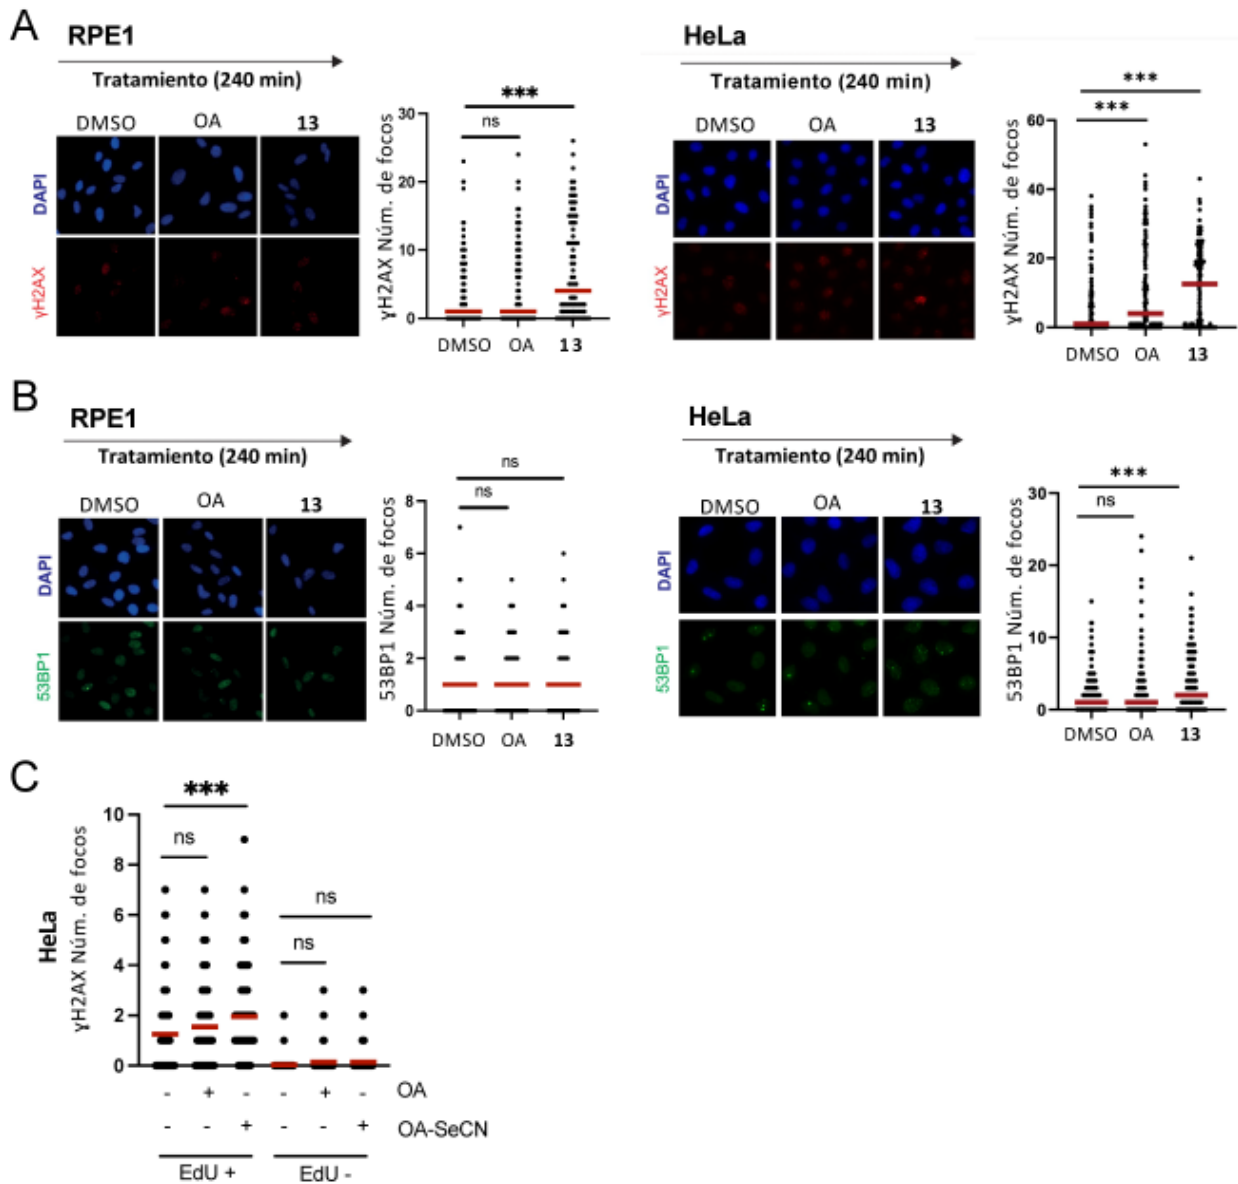 A
RPE1
Tratamiento (240 min)
DMSO OA 13
DAPI
γH2AX
γH2AX Núm. de focos
30
20
10
0
***
ns
DMSO OA 13
HeLa
Tratamiento (240 min)
DMSO OA 13
DAPI
γH2AX
γH2AX Núm. de focos
60
40
20
0
***
***
DMSO OA 13
B
RPE1
Tratamiento (240 min)
DMSO OA 13
DAPI
53BP1
53BP1 Núm. de focos
8
6
4
2
0
ns
ns
DMSO OA 13
HeLa
Tratamiento (240 min)
DMSO OA 13
DAPI
53BP1
53BP1 Núm. de focos
30
20
10
0
***
ns
DMSO OA 13
C
HeLa
γH2AX Núm. de focos
10
8
6
4
2
0
***
ns
ns
ns
- + - - + - OA
- - + - - + OA-SeCN
EdU + EdU -